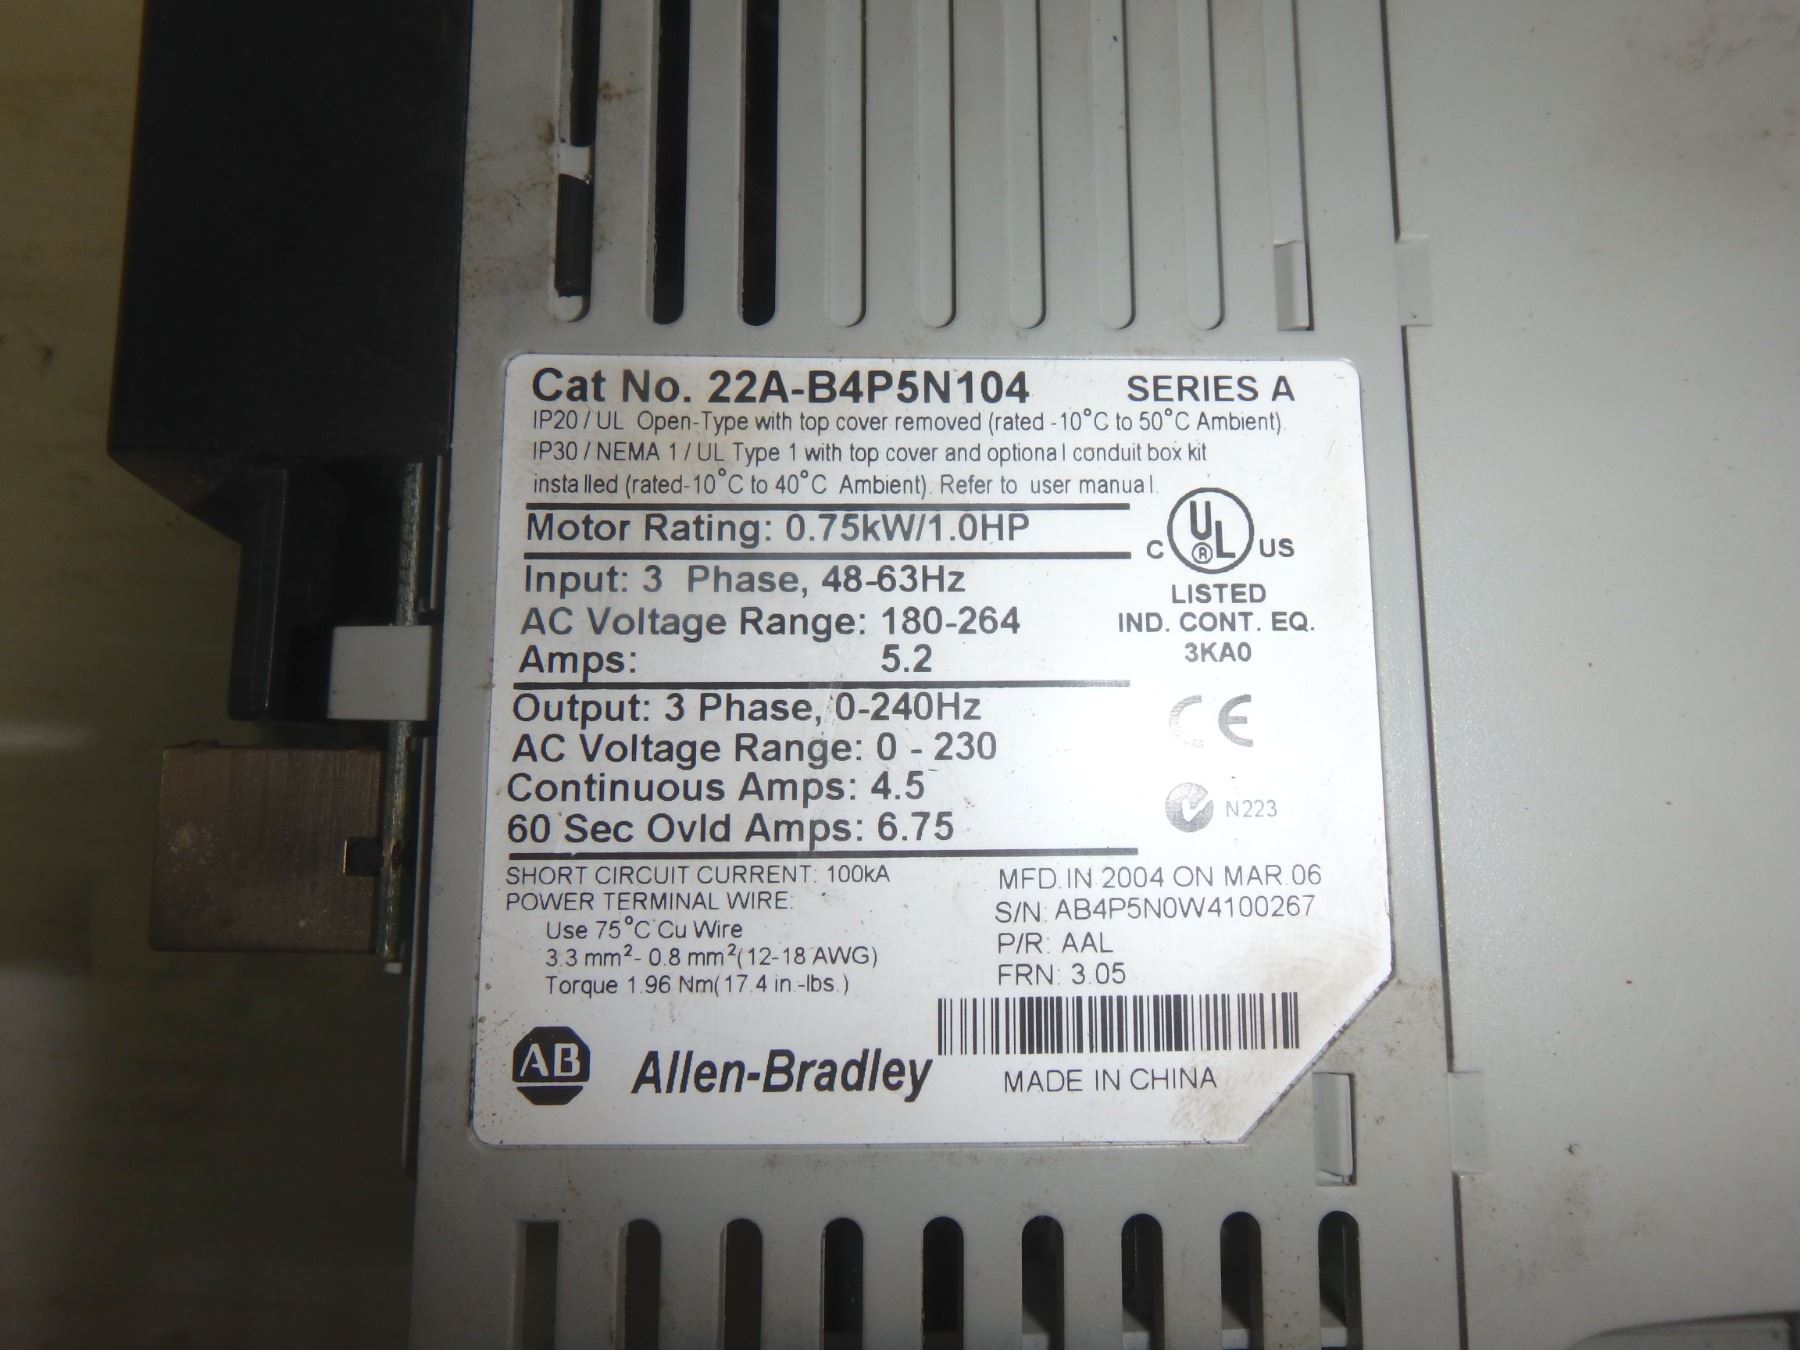 Cat No. 22A-B4P5N104 SERIES A
IP20 / UL Open-Type with top cover removed (rated -10°C to 50°C Ambient).
IP30 / NEMA 1 / UL Type 1 with top cover and optional conduit box kit
installed (rated-10°C to 40°C Ambient). Refer to user manual.
Motor Rating: 0.75kW/1.0HP
C UL ® US
Input: 3 Phase, 48-63Hz
LISTED
AC Voltage Range: 180-264
IND. CONT. EQ.
Amps: 5.2
3KA0
Output: 3 Phase, 0-240Hz
CE
AC Voltage Range: 0 - 230
Continuous Amps: 4.5
N223
60 Sec Ovld Amps: 6.75
SHORT CIRCUIT CURRENT: 100kA
POWER TERMINAL WIRE:
Use 75°C Cu Wire
3.3 mm²- 0.8 mm²(12-18 AWG)
Torque 1.96 Nm(17.4 in.-lbs.)
MFD.IN 2004 ON MAR.06
S/N: AB4P5N0W4100267
P/R: AAL
FRN: 3.05
AB Allen-Bradley
MADE IN CHINA